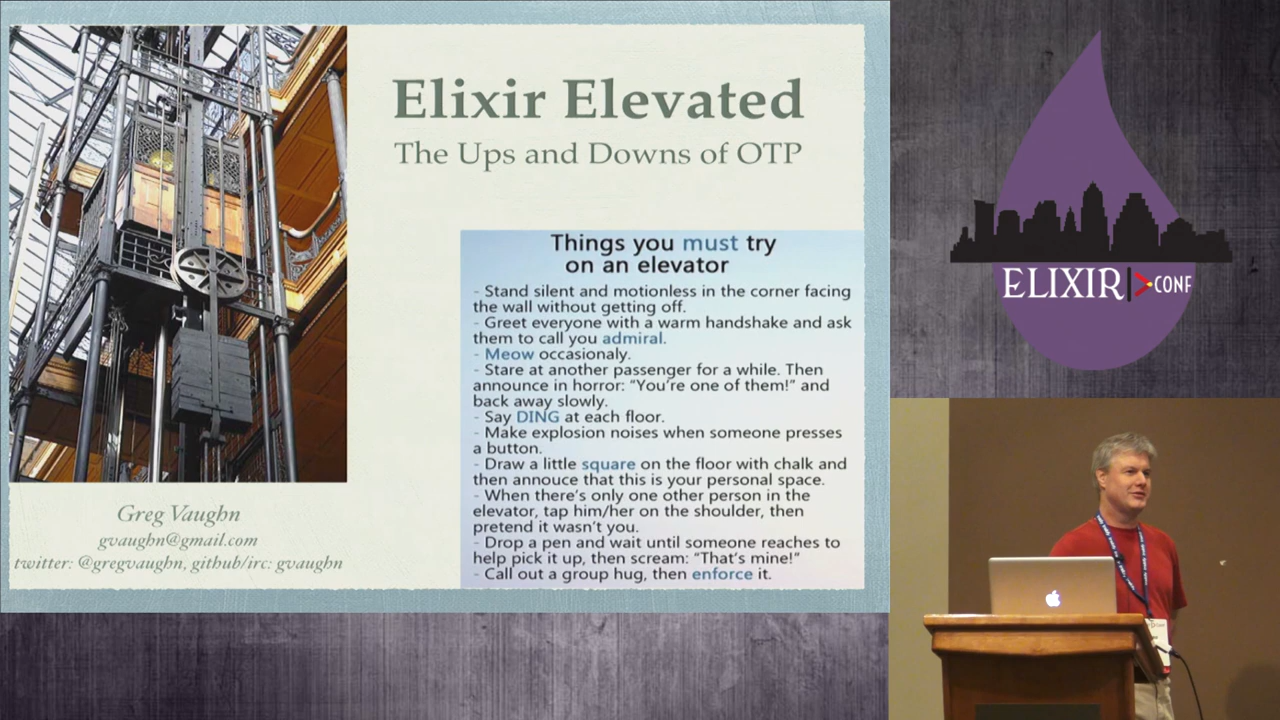 Elixir Elevated
The Ups and Downs of OTP
Things you must try
on an elevator
- Stand silent and motionless in the corner facing
the wall without getting off.
- Greet everyone with a warm handshake and ask
them to call you admiral.
- Meow occasionaly.
- Stare at another passenger for a while. Then
announce in horror: “You’re one of them!” and
back away slowly.
- Say DING at each floor.
- Make explosion noises when someone presses
a button.
- Draw a little square on the floor with chalk and
then annouce that this is your personal space.
- When there’s only one other person in the
elevator, tap him/her on the shoulder, then
pretend it wasn’t you.
- Drop a pen and wait until someone reaches to
help pick it up, then scream: “That’s mine!”
- Call out a group hug, then enforce it.
Greg Vaughn
gvaughn@gmail.com
twitter: @gregvaughn, github/irc: gvaughn
ELIXIR|>CONF